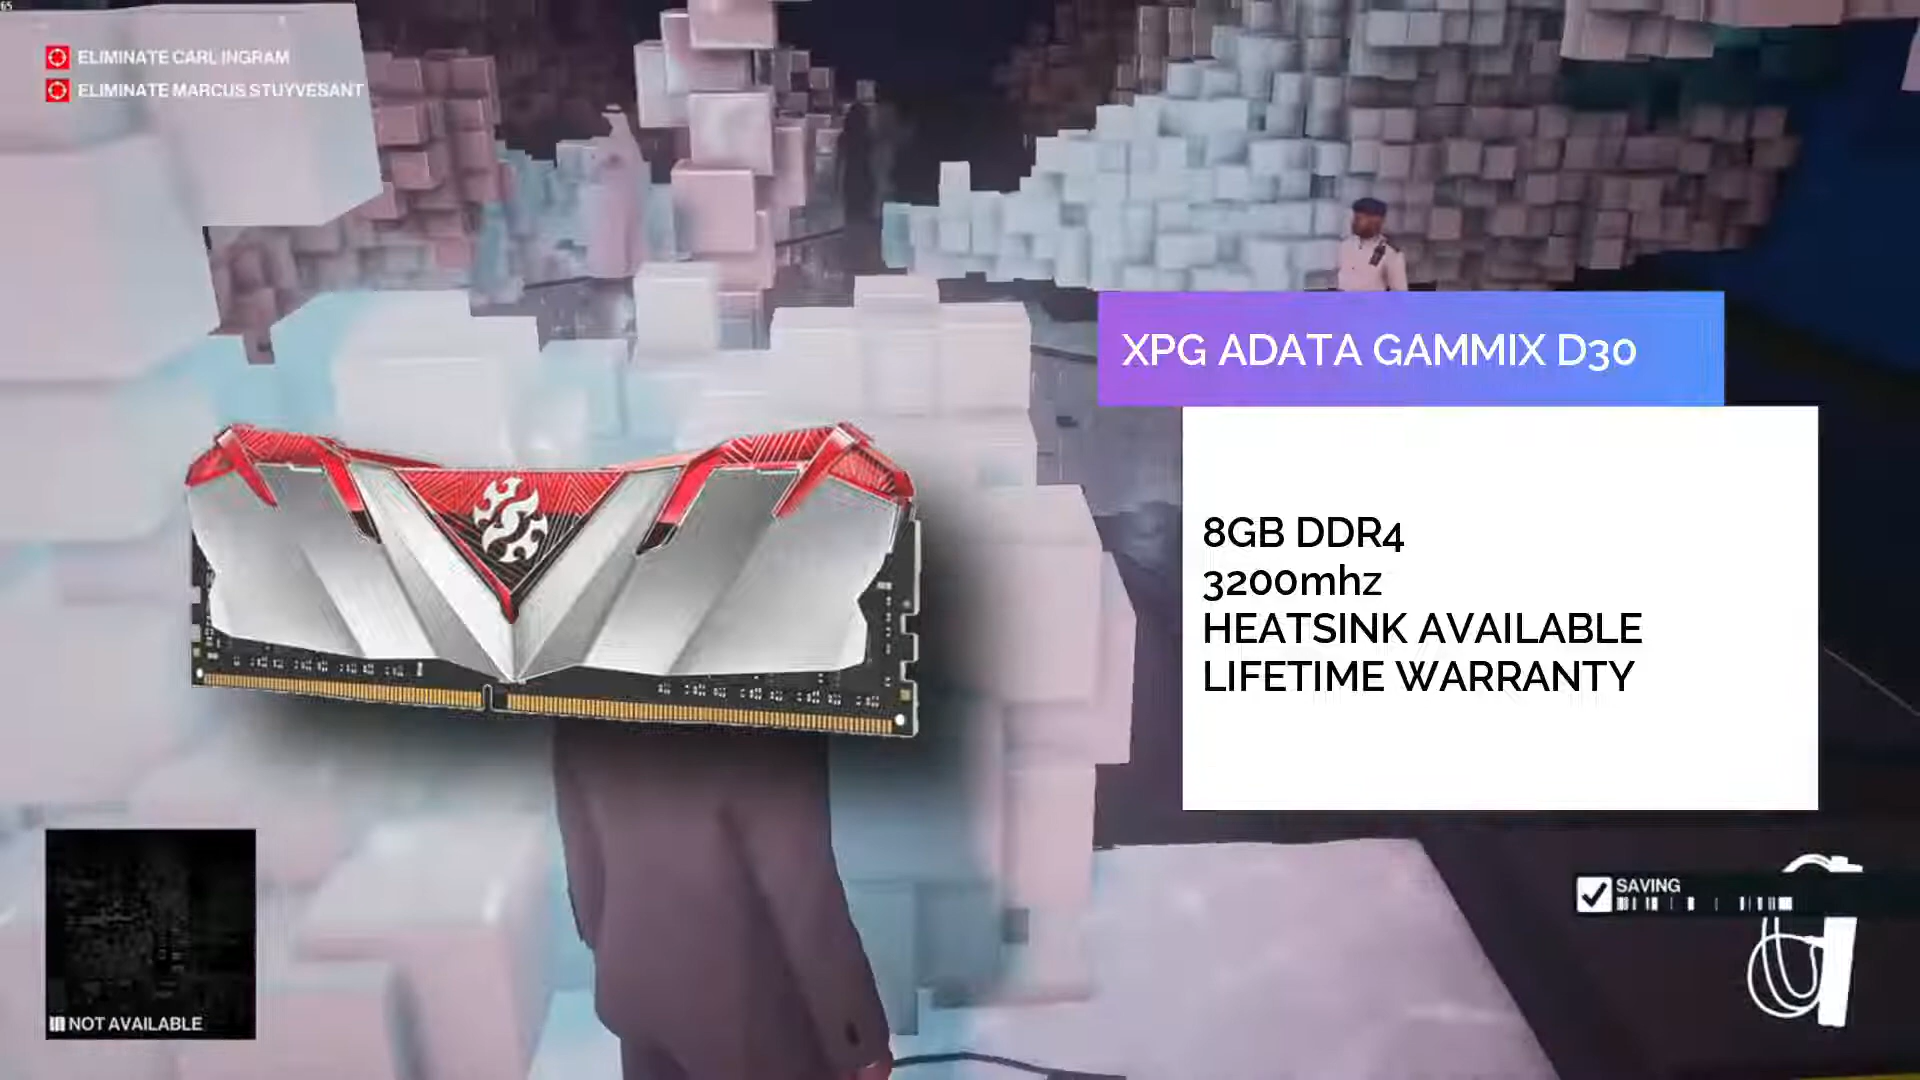 65
ELIMINATE CARL INGRAM
ELIMINATE MARCUS STUYVESANT
XPG ADATA GAMMIX D30
8GB DDR4
3200mhz
HEATSINK AVAILABLE
LIFETIME WARRANTY
SAVING
NOT AVAILABLE